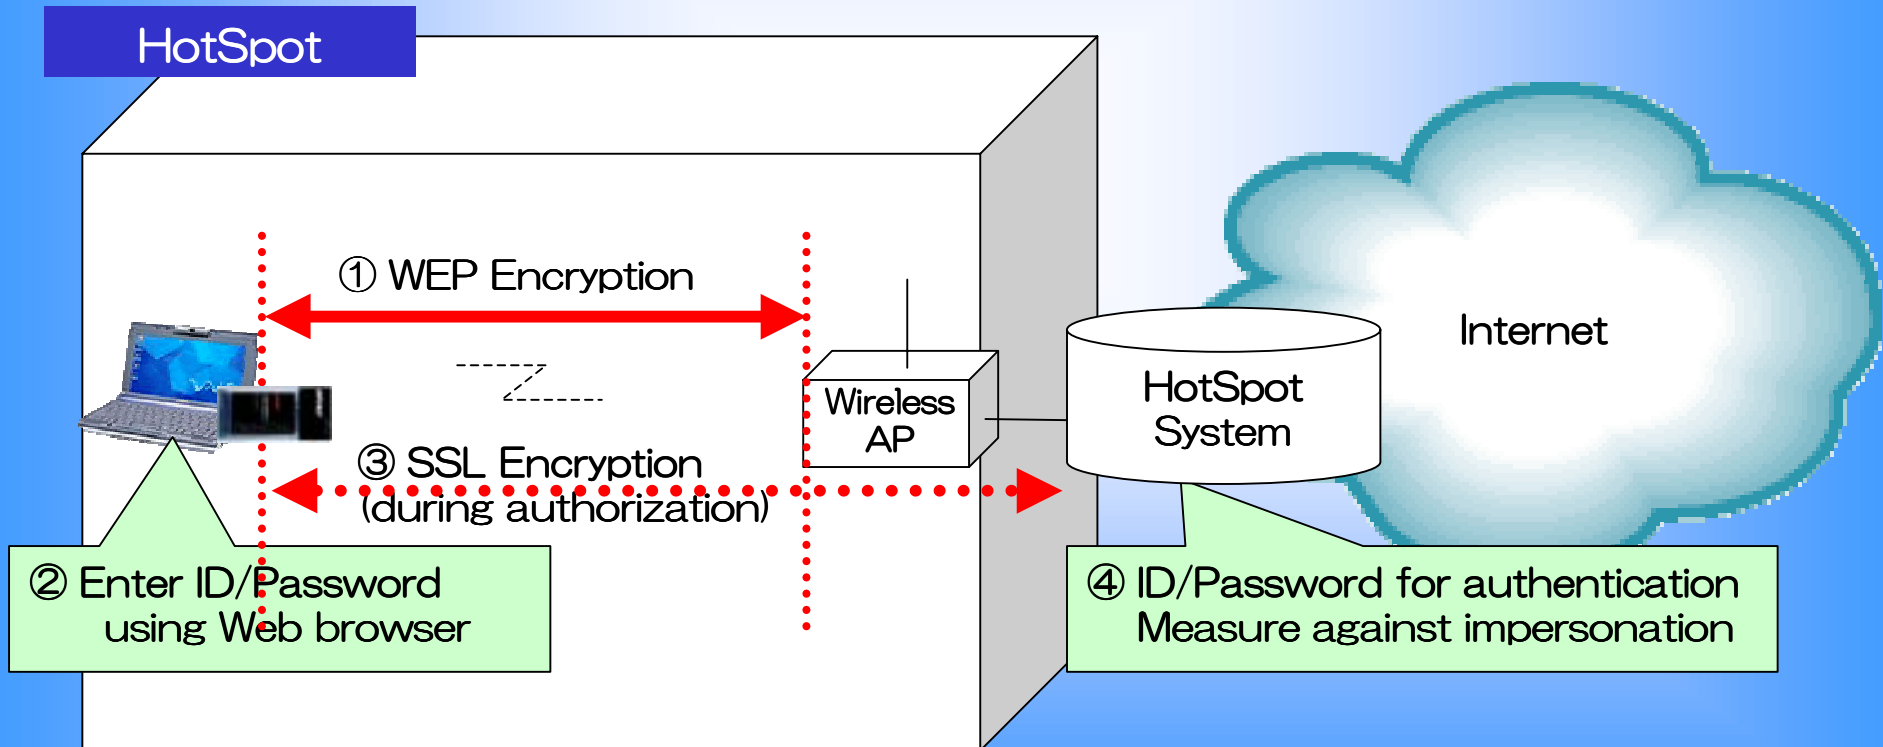 HotSpot
① WEP Encryption
Internet
Wireless
AP
HotSpot
System
③ SSL Encryption
(during authorization)
② Enter ID/Password
using Web browser
④ ID/Password for authentication
Measure against impersonation